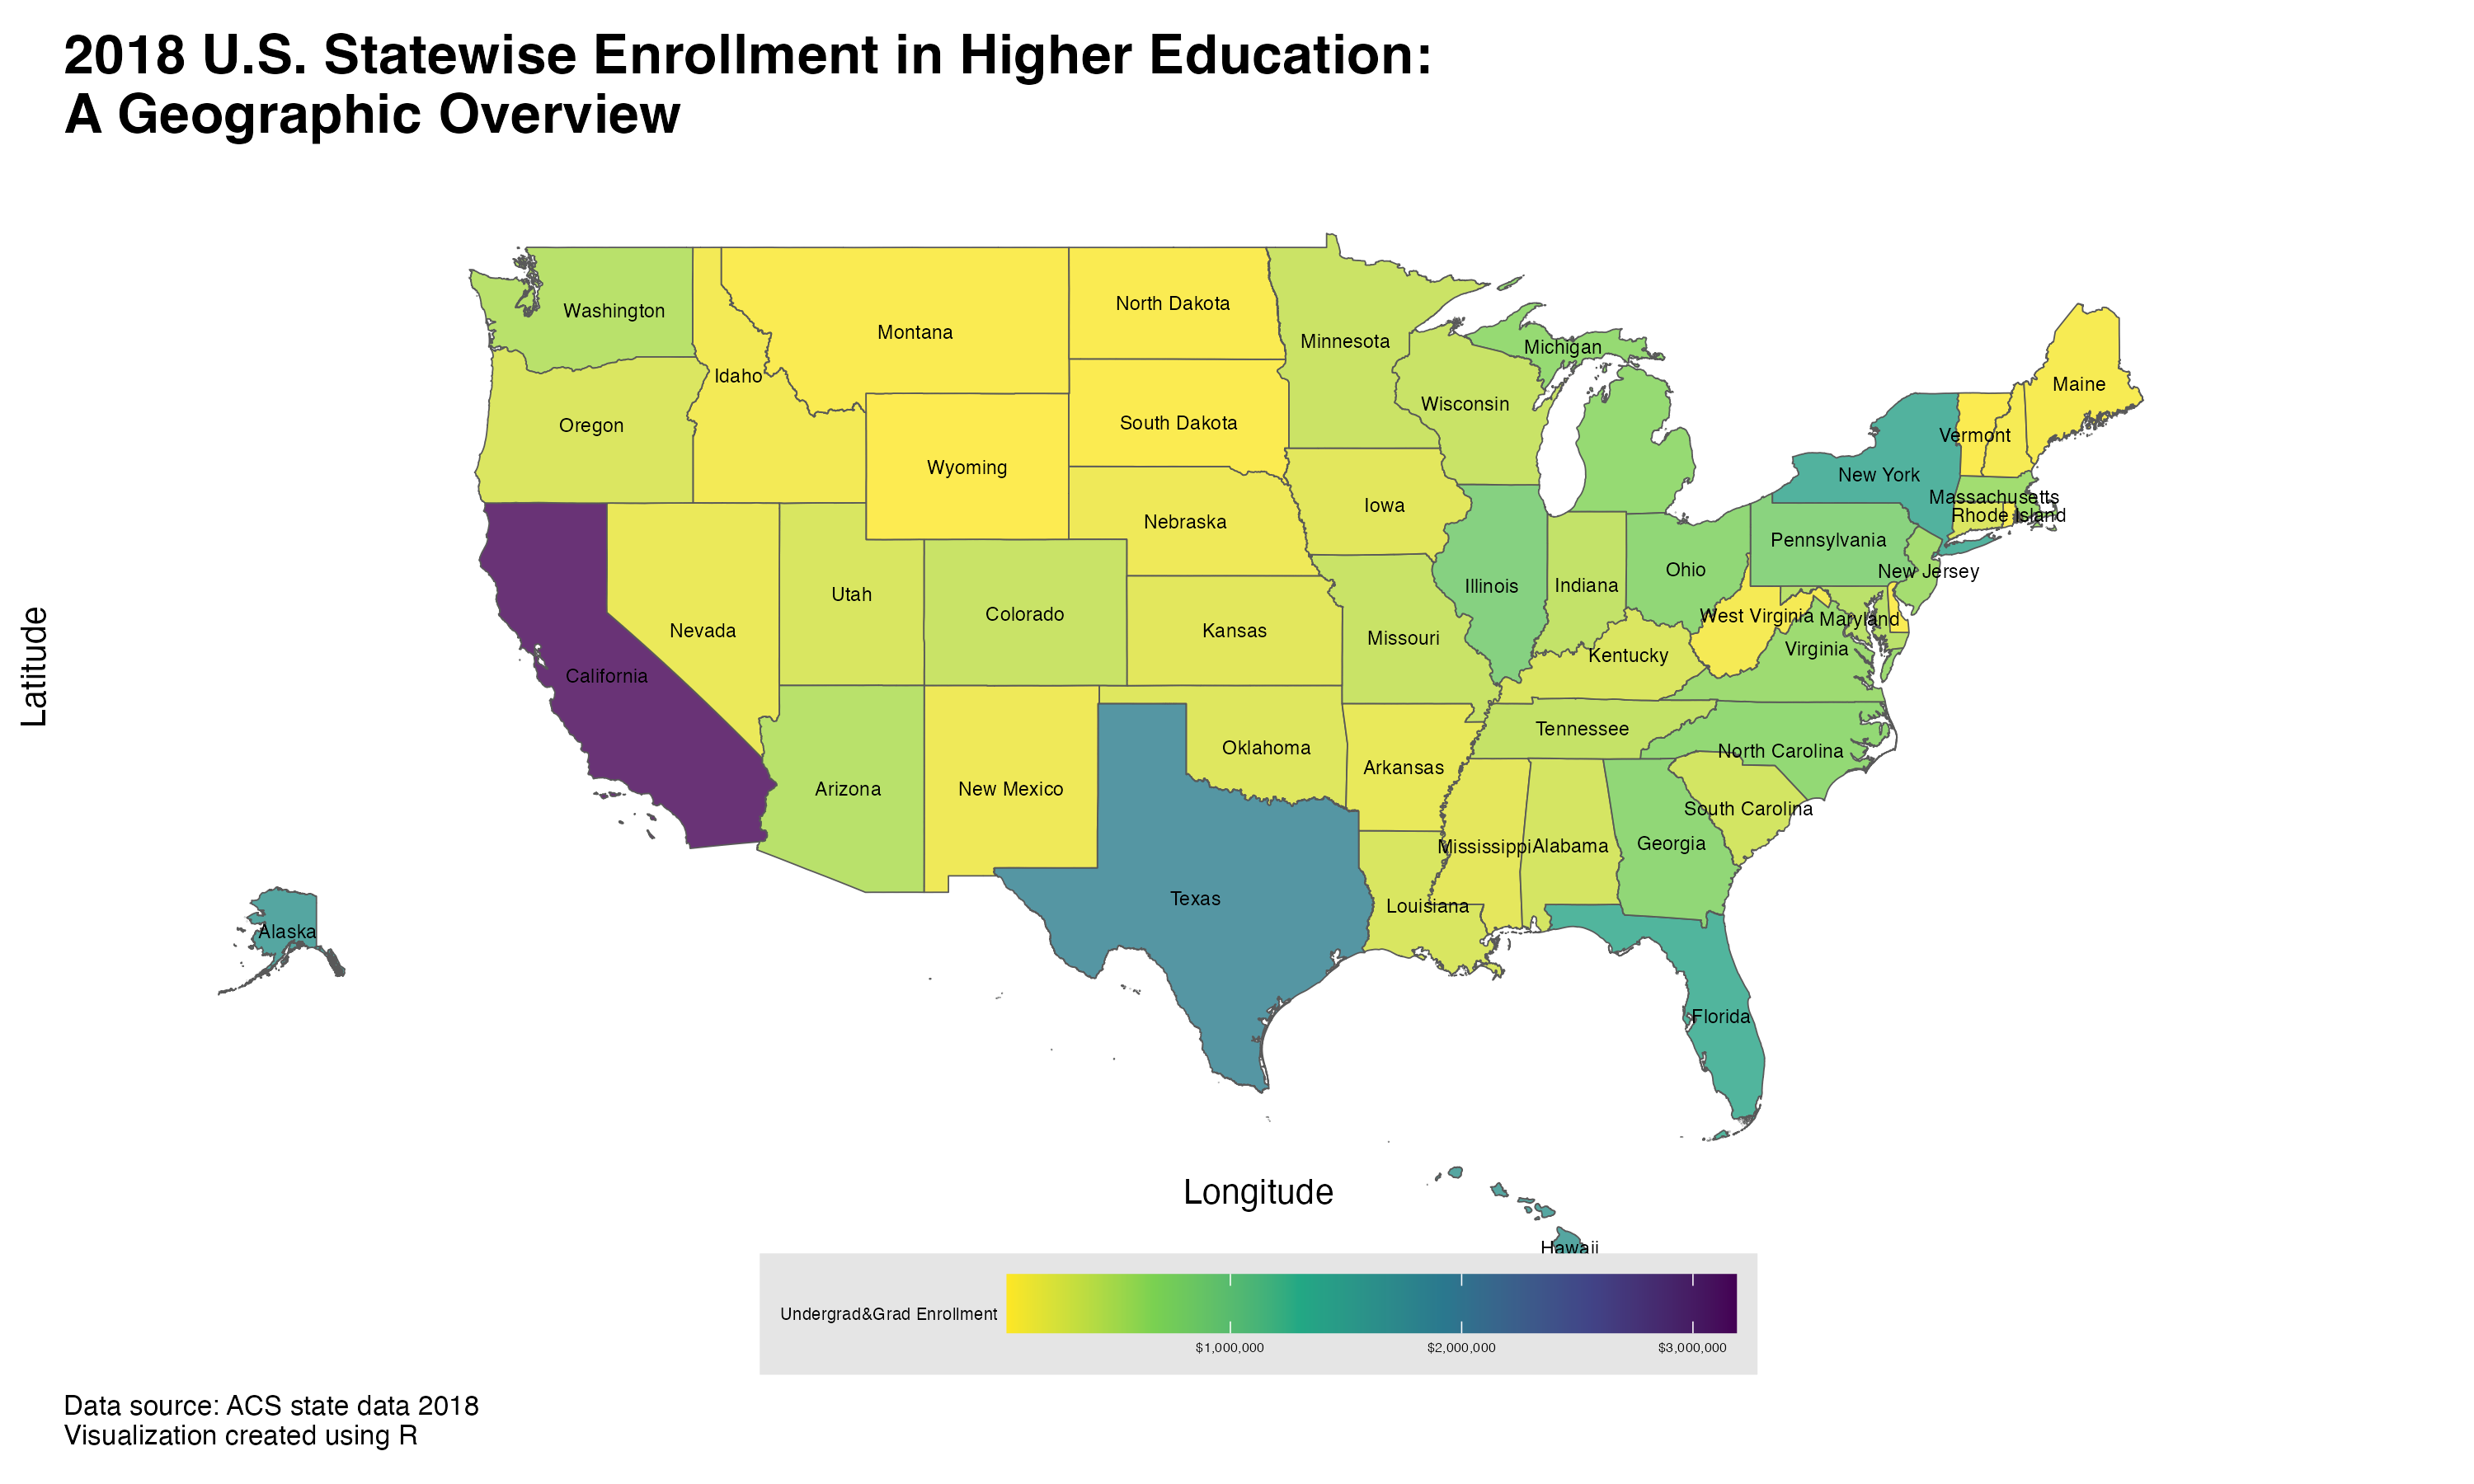 2018 U.S. Statewise Enrollment in Higher Education:
A Geographic Overview
Washington
North Dakota
Montana
Minnesota
Michigan
Idaho
Maine
Wisconsin
South Dakota
Oregon
Vermont
Wyoming
New York
Massachusetts
Iowa
Rhode Island
Nebraska
Pennsylvania
Ohio
New Jersey
Illinois
Indiana
Utah
Colorado
West Virginia
Maryland
Nevada
Kansas
Missouri
Virginia
Kentucky
Latitude
California
Tennessee
Oklahoma
North Carolina
Arkansas
Arizona
New Mexico
South Carolina
Georgia
Mississippi
Alabama
Texas
Louisiana
Alaska
Florida
Longitude
Hawaii
Undergrad&Grad Enrollment
$1,000,000
$2,000,000
$3,000,000
Data source: ACS state data 2018
Visualization created using R